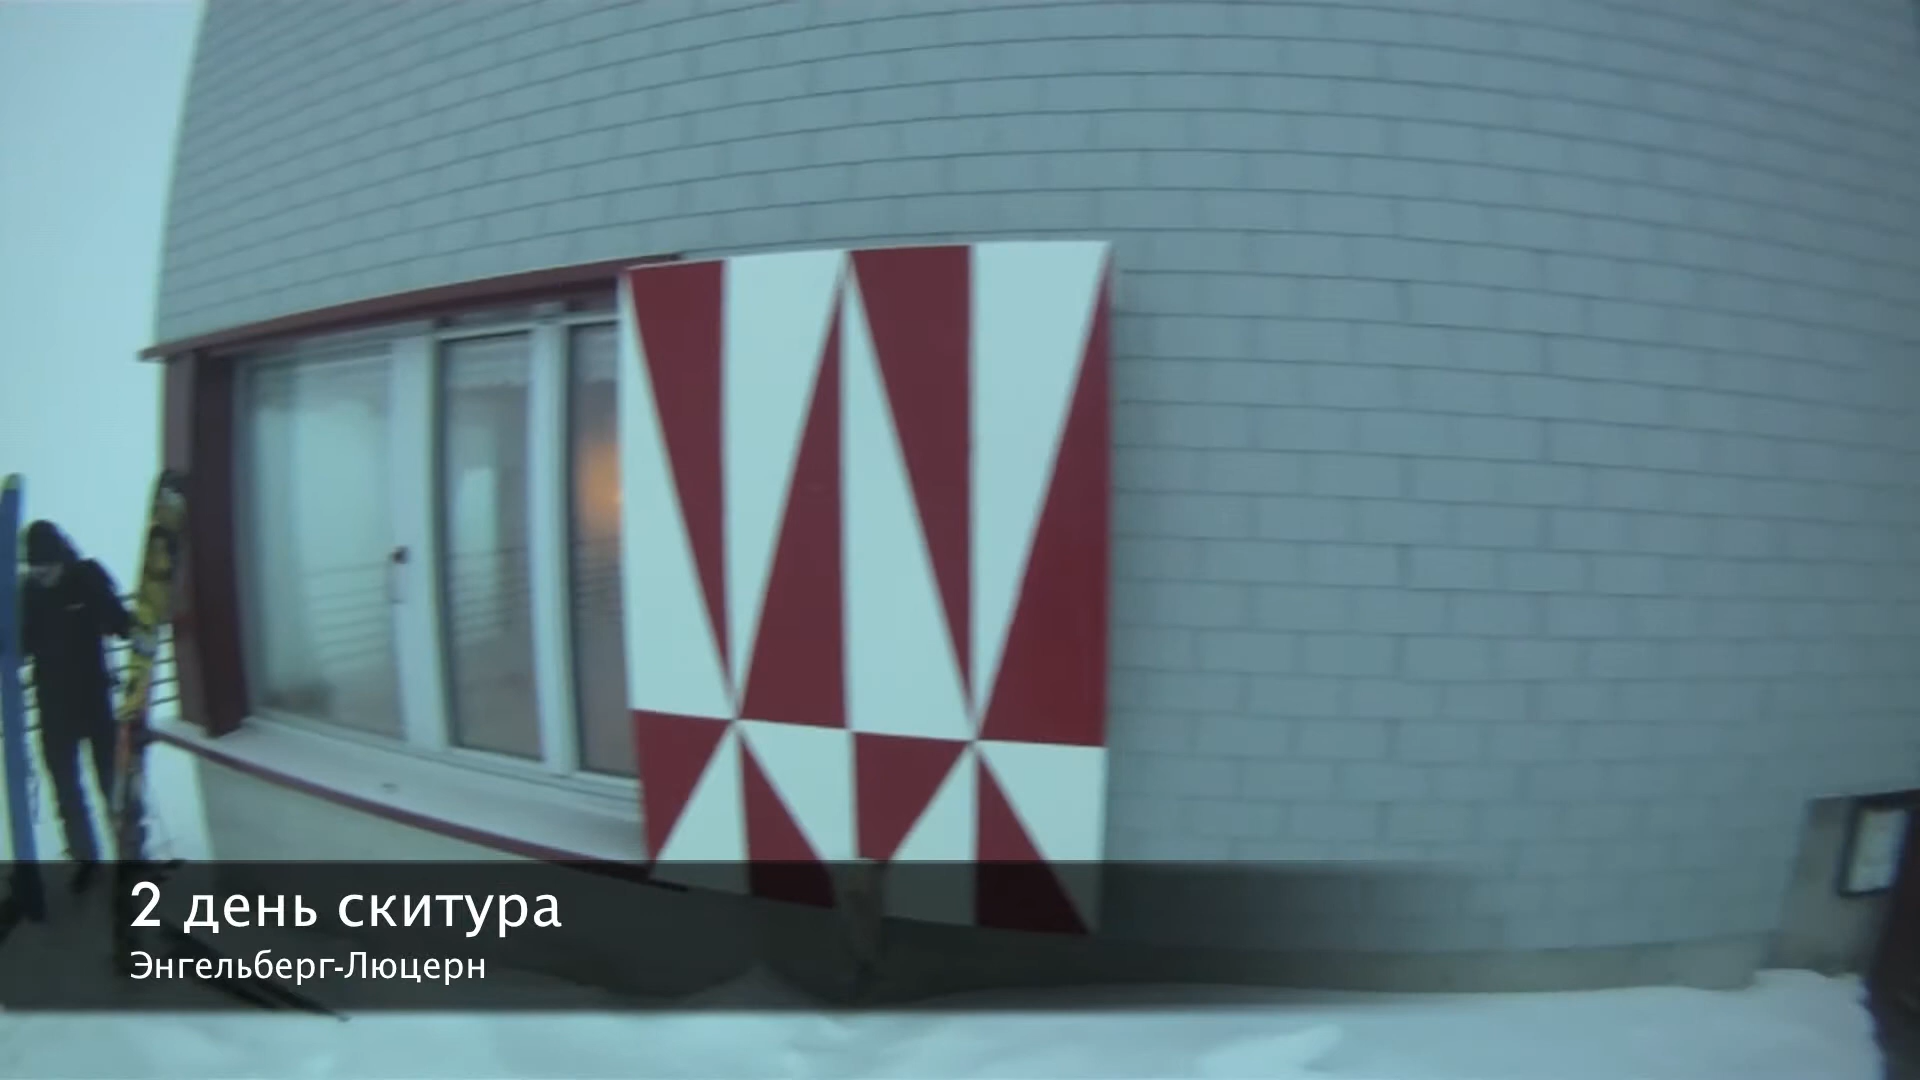 2 день скитура
Энгельберг-Люцерн